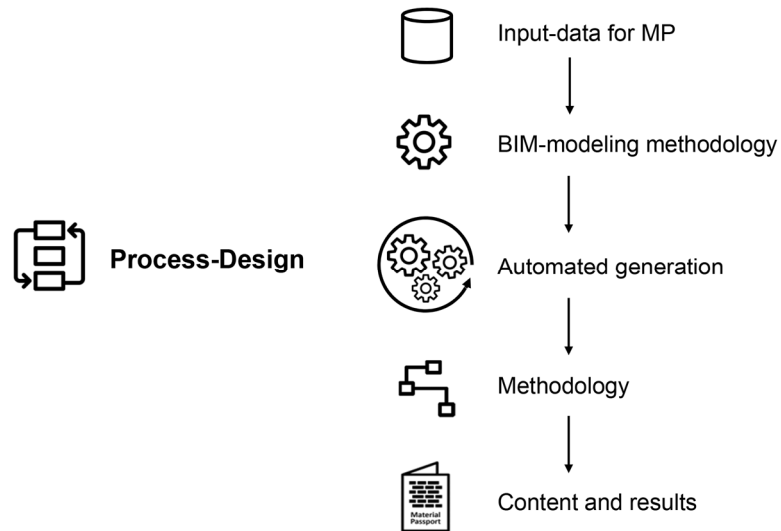 Input-data for MP
BIM-modeling methodology
Process-Design
Automated generation
Methodology
Material
Passport
Content and results